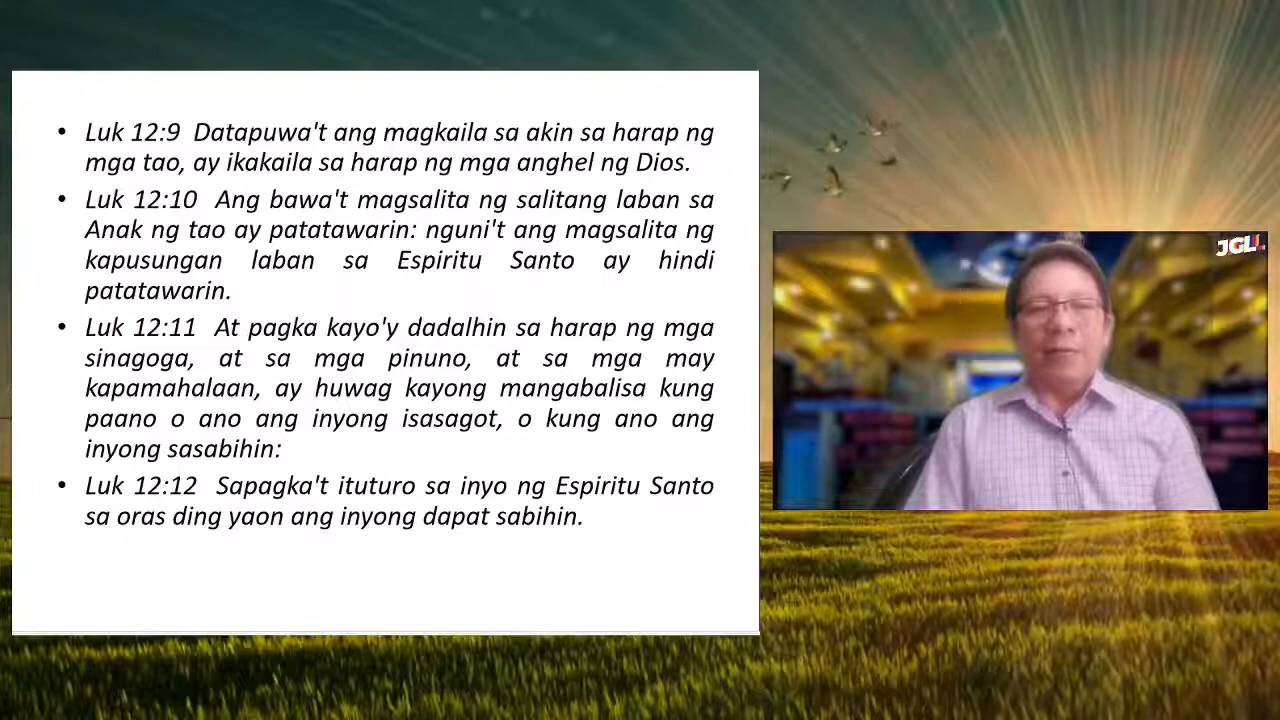 • Luk 12:9 Datapuwa't ang magkaila sa akin sa harap ng
mga tao, ay ikakaila sa harap ng mga anghel ng Dios.
• Luk 12:10 Ang bawa't magsalita ng salitang laban sa
Anak ng tao ay patatawarin: nguni't ang magsalita ng
kapusungan laban sa Espiritu Santo ay hindi
patatawarin.
• Luk 12:11 At pagka kayo'y dadalhin sa harap ng mga
sinagoga, at sa mga pinuno, at sa mga may
kapamahalaan, ay huwag kayong mangabalisa kung
paano o ano ang inyong isasagot, o kung ano ang
inyong sasabihin:
• Luk 12:12 Sapagka't ituturo sa inyo ng Espiritu Santo
sa oras ding yaon ang inyong dapat sabihin.
JGLI.